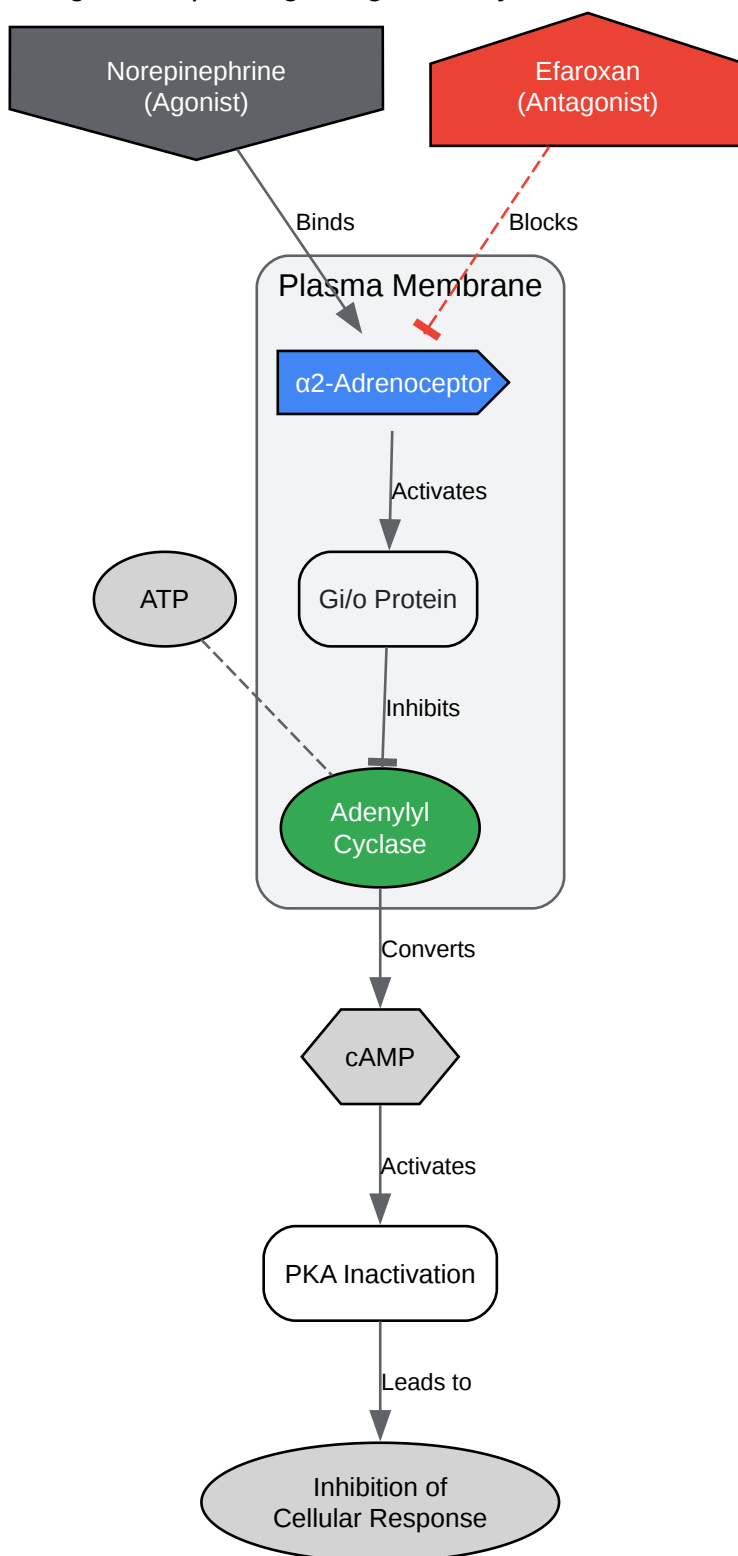 Norepinephrine
(Agonist)
Efaroxan
(Antagonist)
Binds
Blocks
Plasma Membrane
α2-Adrenoceptor
Activates
ATP
Gi/o Protein
Inhibits
Adenylyl
Cyclase
Converts
cAMP
Activates
PKA Inactivation
Leads to
Inhibition of
Cellular Response